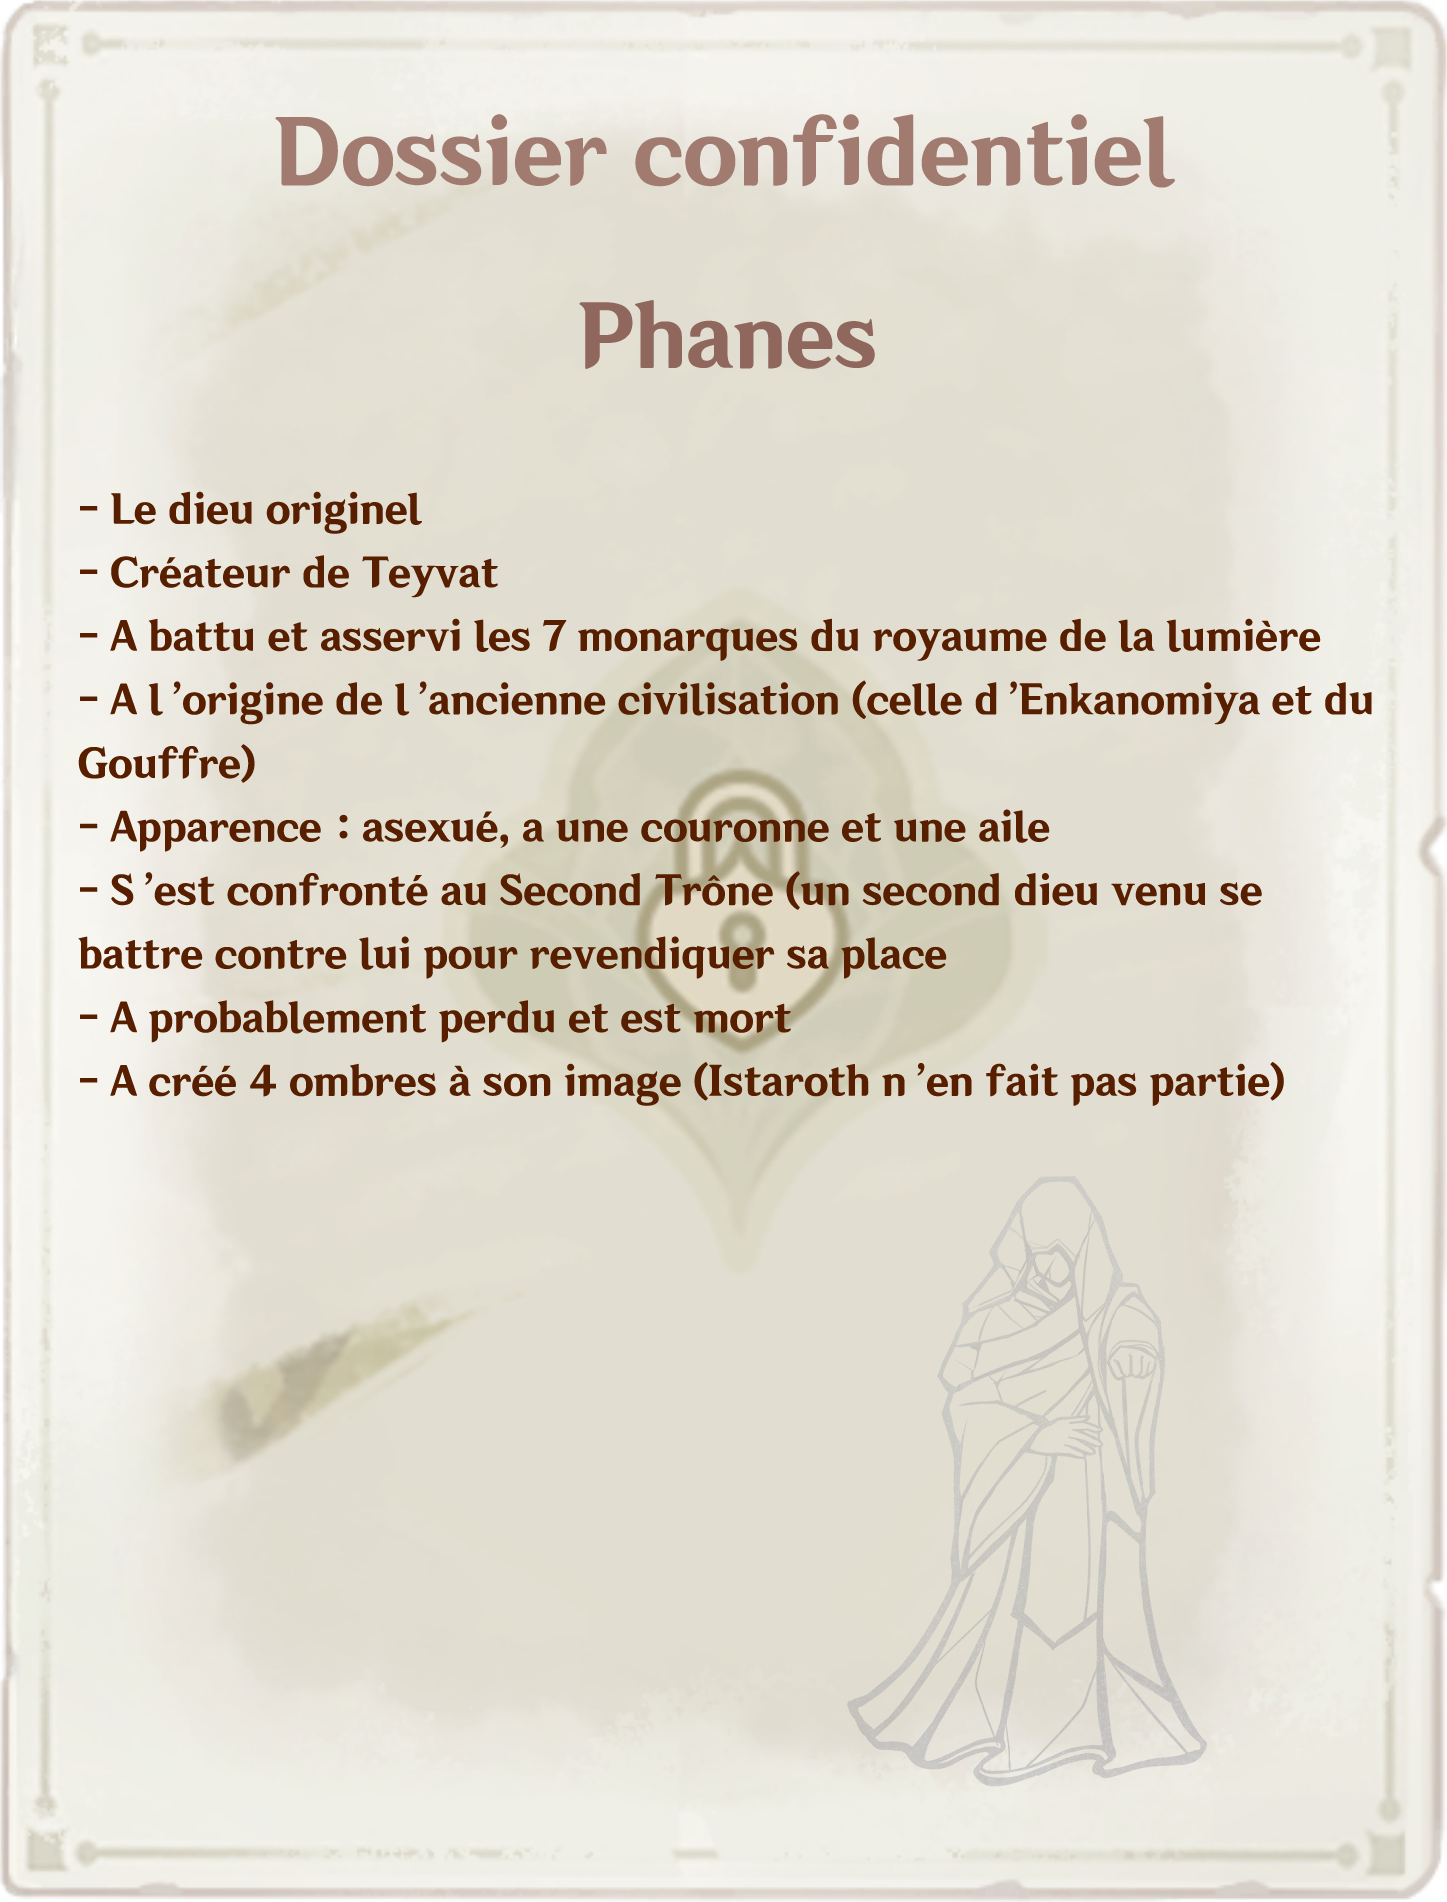 Dossier confidentiel
Phanes
- Le dieu originel
- Créateur de Teyvat
- A battu et asservi les 7 monarques du royaume de la lumière
- A l'origine de l'ancienne civilisation (celle d'Enkanomiya et du
Gouffre)
- Apparence : asexué, a une couronne et une aile
- S'est confronté au Second Trône (un second dieu venu se
battre contre lui pour revendiquer sa place
- A probablement perdu et est mort
- A créé 4 ombres à son image (Istaroth n'en fait pas partie)